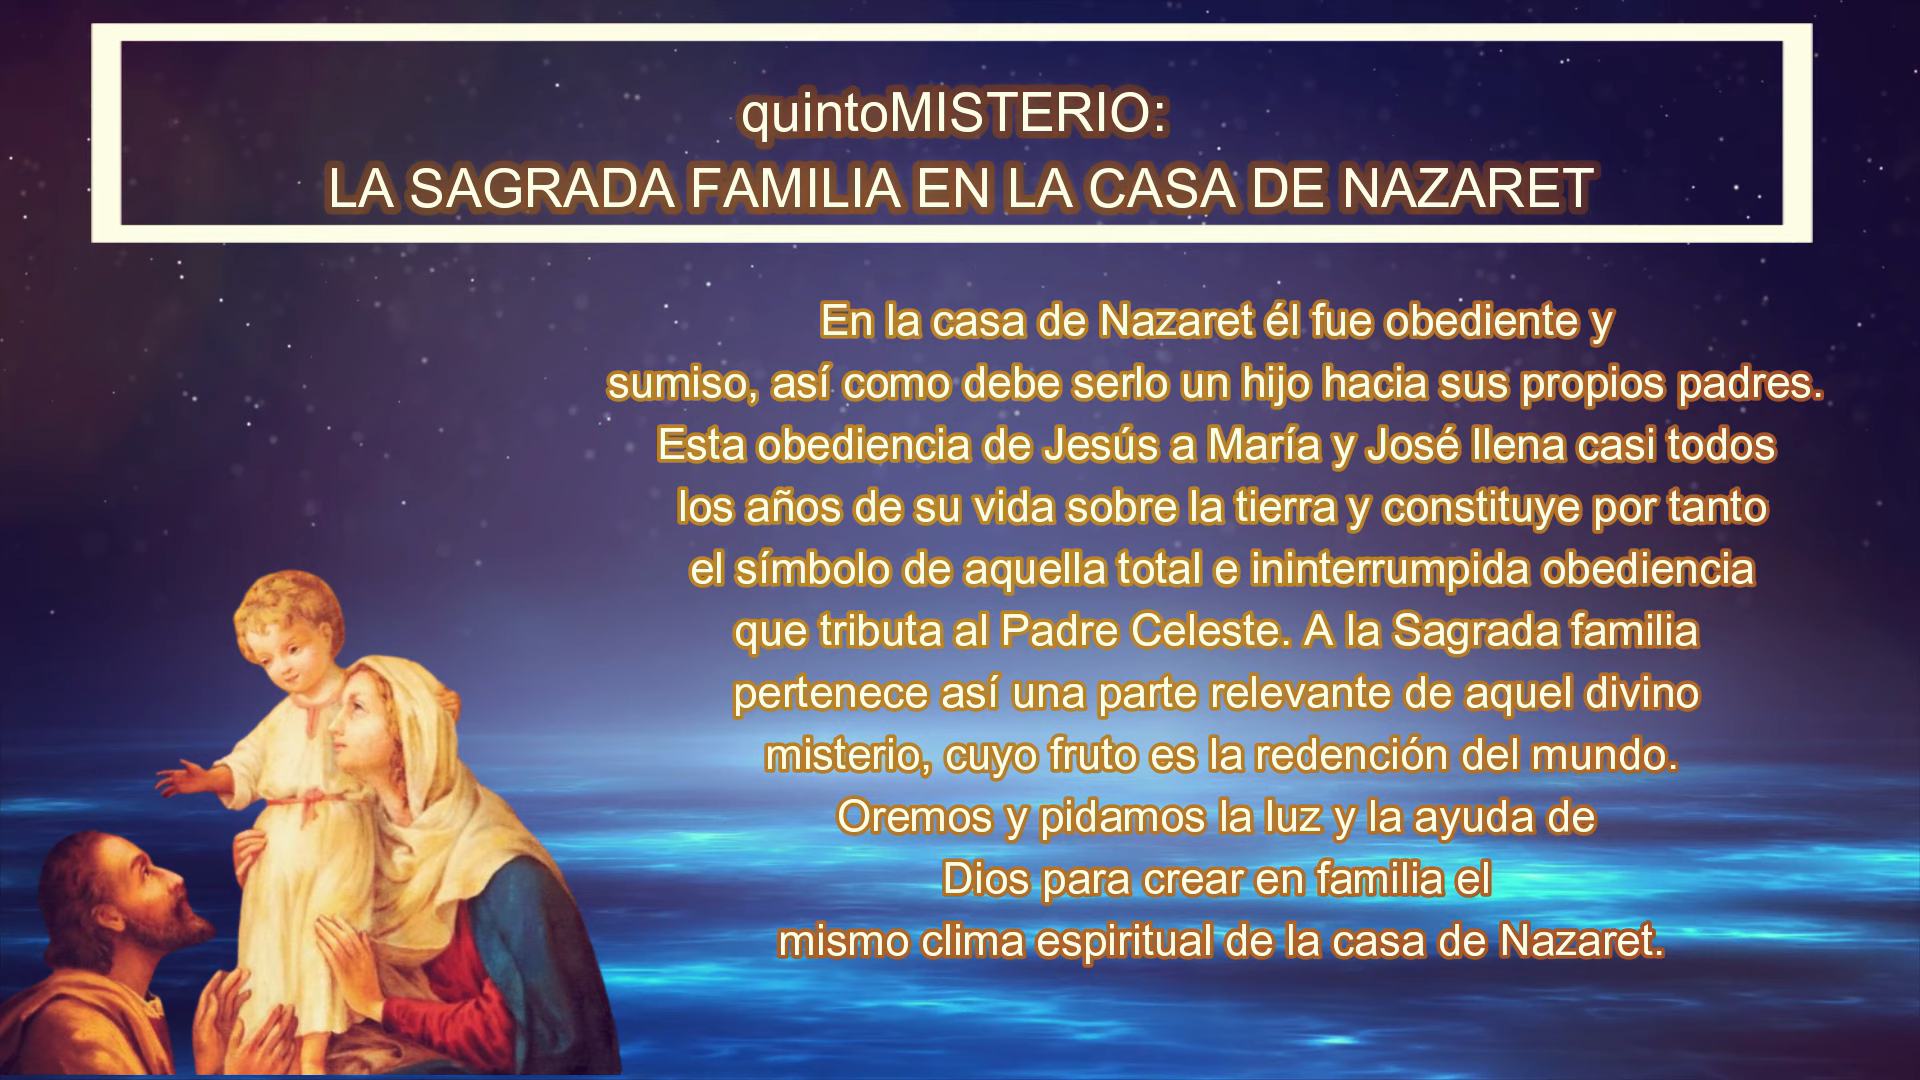 quintoMISTERIO:
LA SAGRADA FAMILIA EN LA CASA DE NAZARET
En la casa de Nazaret él fue obediente y
sumiso, así como debe serlo un hijo hacia sus propios padres.
Esta obediencia de Jesús a María y José llena casi todos
los años de su vida sobre la tierra y constituye por tanto
el símbolo de aquella total e ininterrumpida obediencia
que tributa al Padre Celeste. A la Sagrada familia
pertenece así una parte relevante de aquel divino
misterio, cuyo fruto es la redención del mundo.
Oremos y pidamos la luz y la ayuda de
Dios para crear en familia el
mismo clima espiritual de la casa de Nazaret.